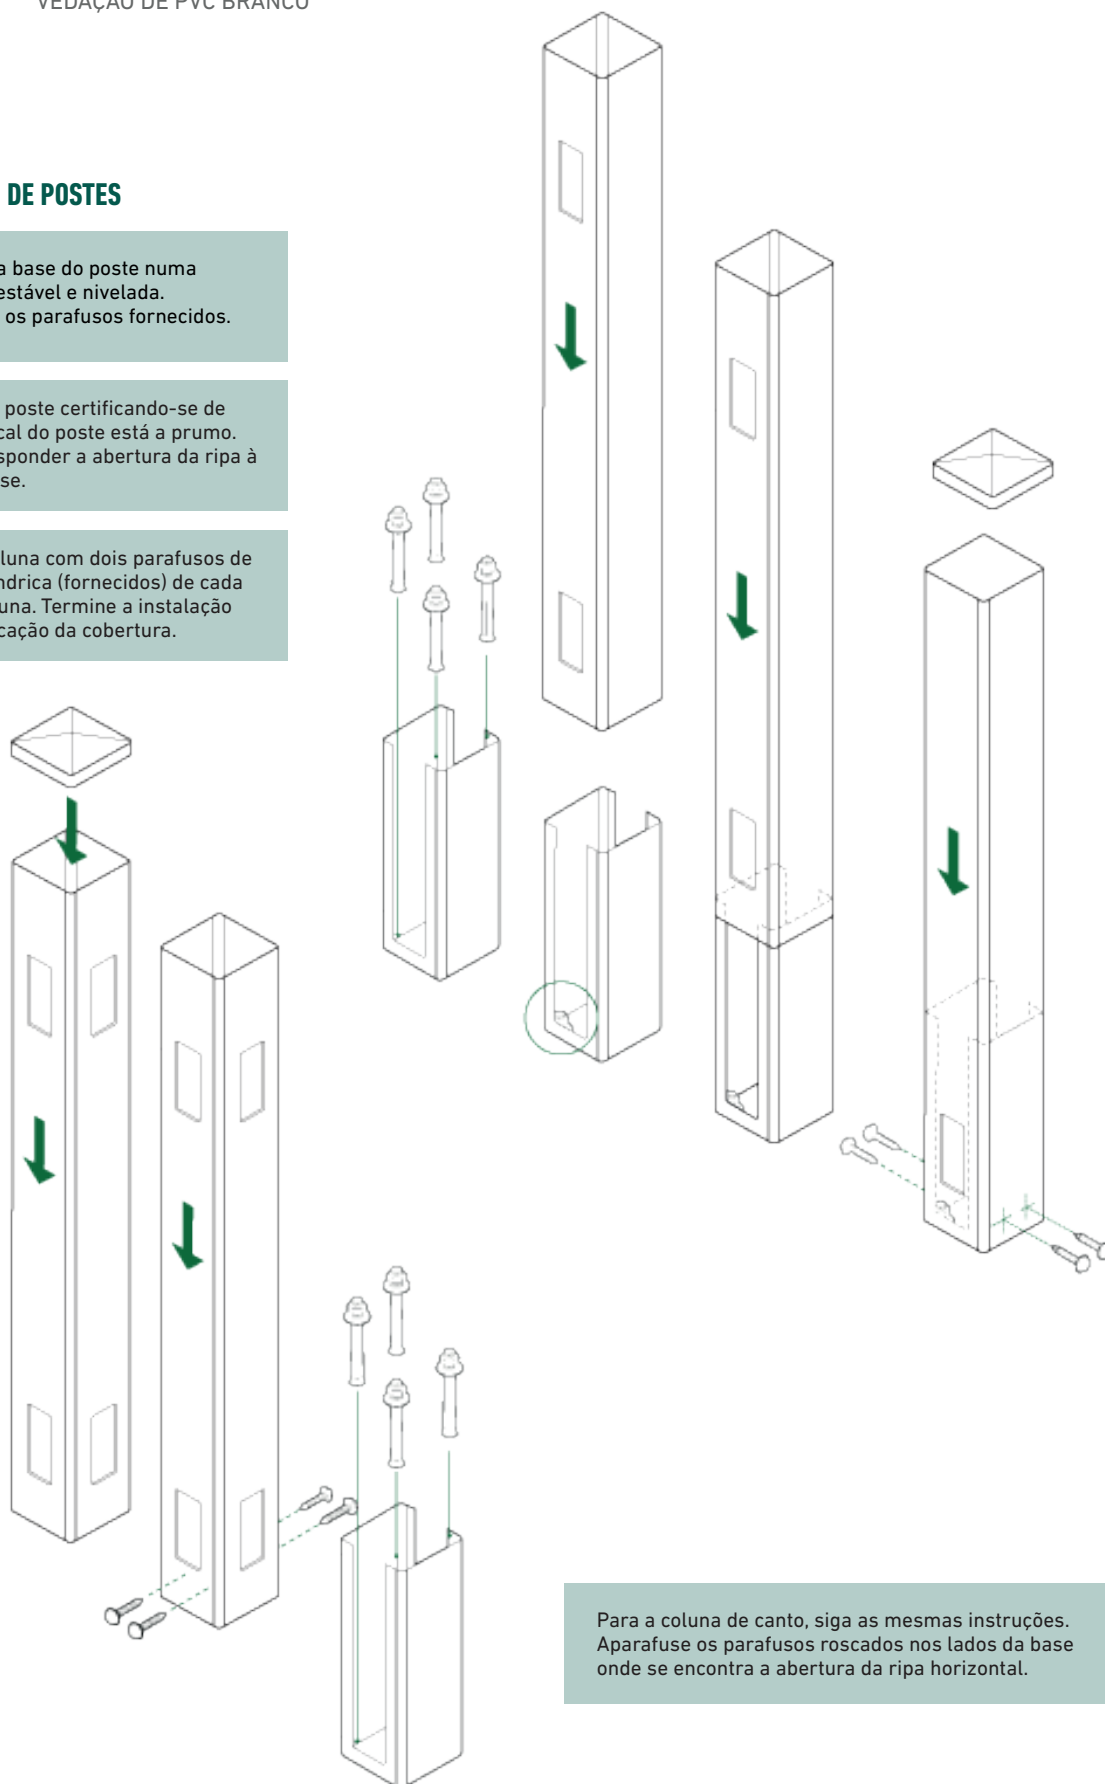 VEDAÇÃO DE PVC BRANCO
DE POSTES
a base do poste numa
estável e nivelada.
os parafusos fornecidos.
poste certificando-se de
cal do poste está a prumo.
sponder a abertura da ripa à
se.
luna com dois parafusos de
ndrica (fornecidos) de cada
una. Termine a instalação
cação da cobertura.
Para a coluna de canto, siga as mesmas instruções.
Aparafuse os parafusos roscados nos lados da base
onde se encontra a abertura da ripa horizontal.